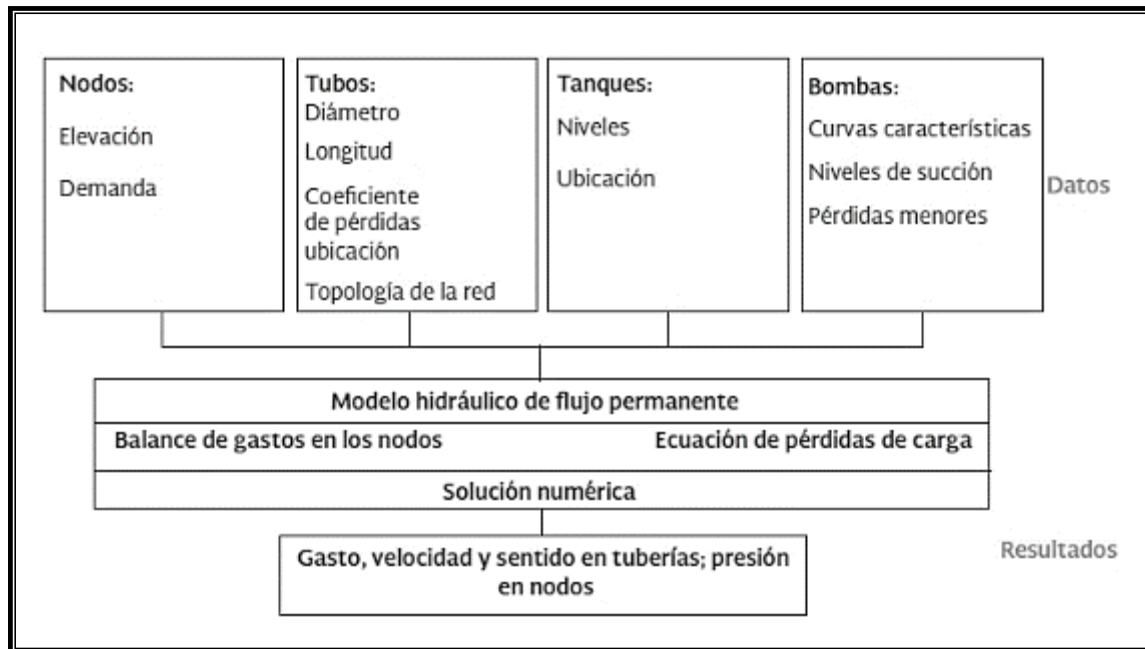 Nodos:
Elevación
Demanda
Tubos:
Diámetro
Longitud
Coeficiente
de pérdidas
ubicación
Topología de la red
Tanques:
Niveles
Ubicación
Bombas:
Curvas características
Niveles de succión
Pérdidas menores
Datos
Modelo hidráulico de flujo permanente
Balance de gastos en los nodos
Ecuación de pérdidas de carga
Solución numérica
Gasto, velocidad y sentido en tuberías; presión
en nodos
Resultados